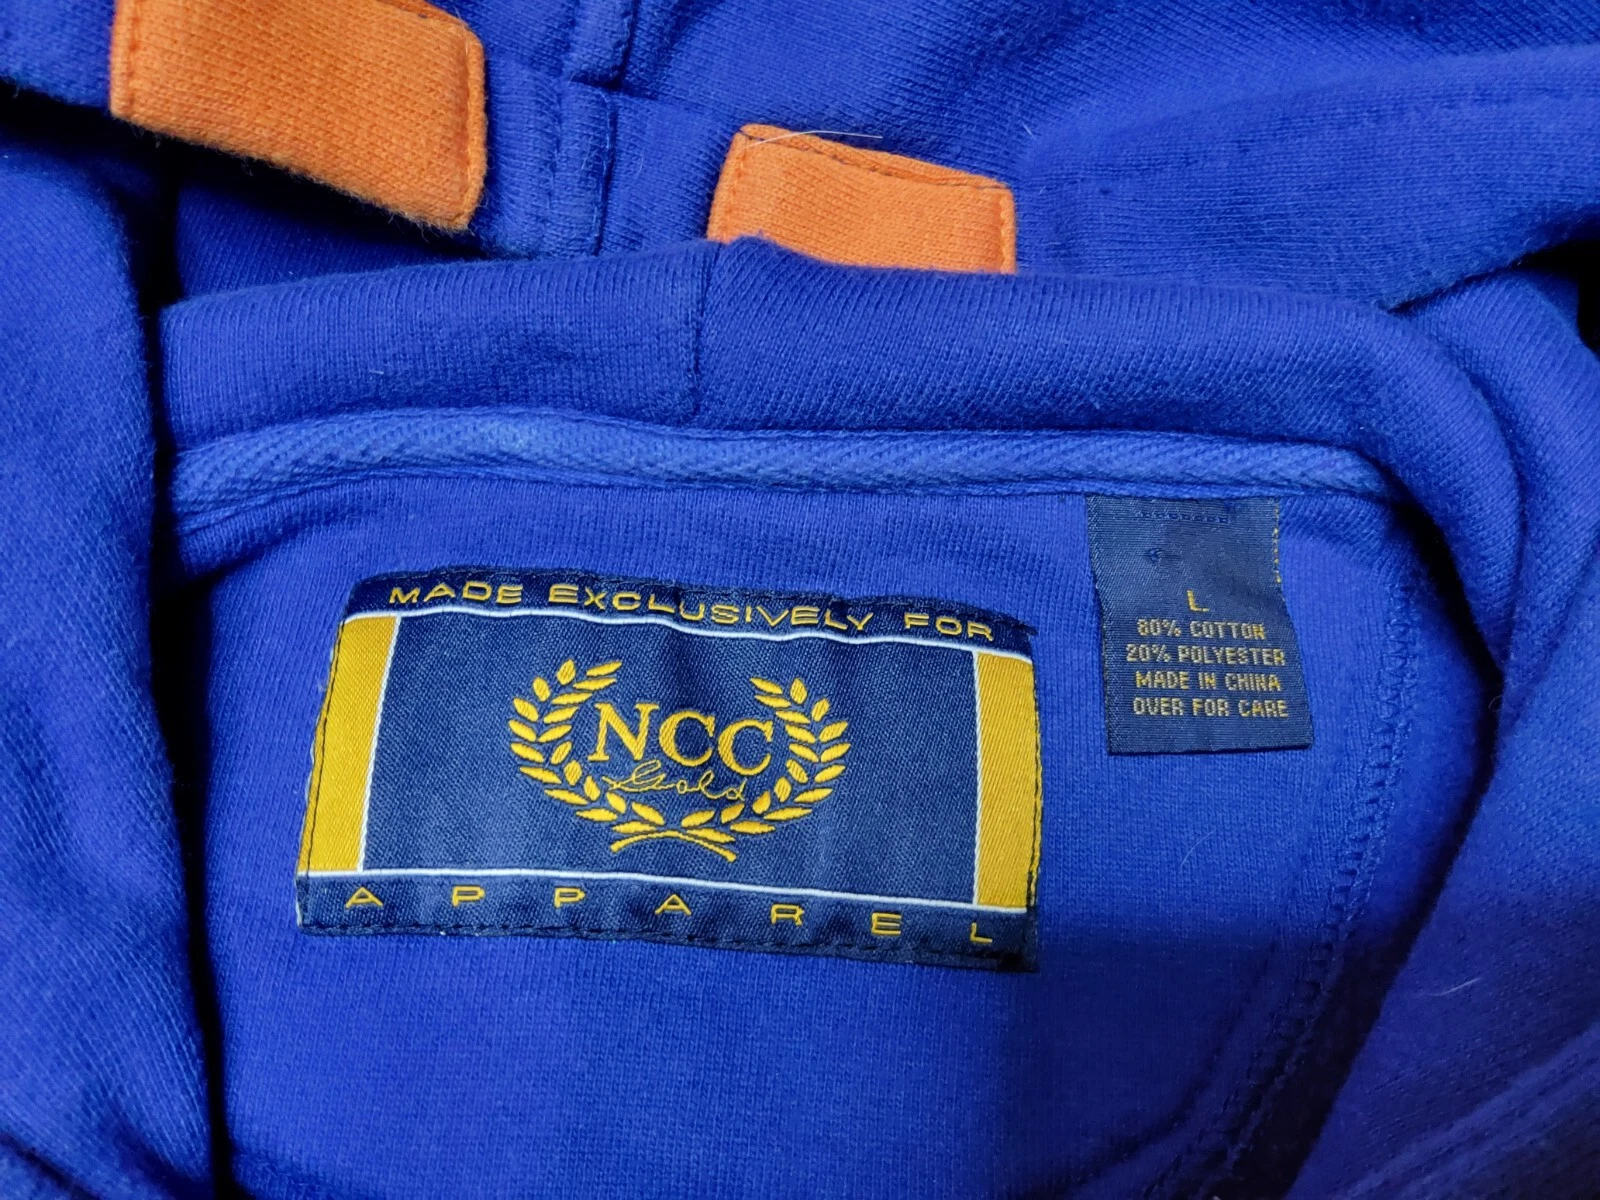 MADE EXCLUSIVELY FOR
NCC
Gold
APPAREL
L
80% COTTON
20% POLYESTER
MADE IN CHINA
OVER FOR CARE